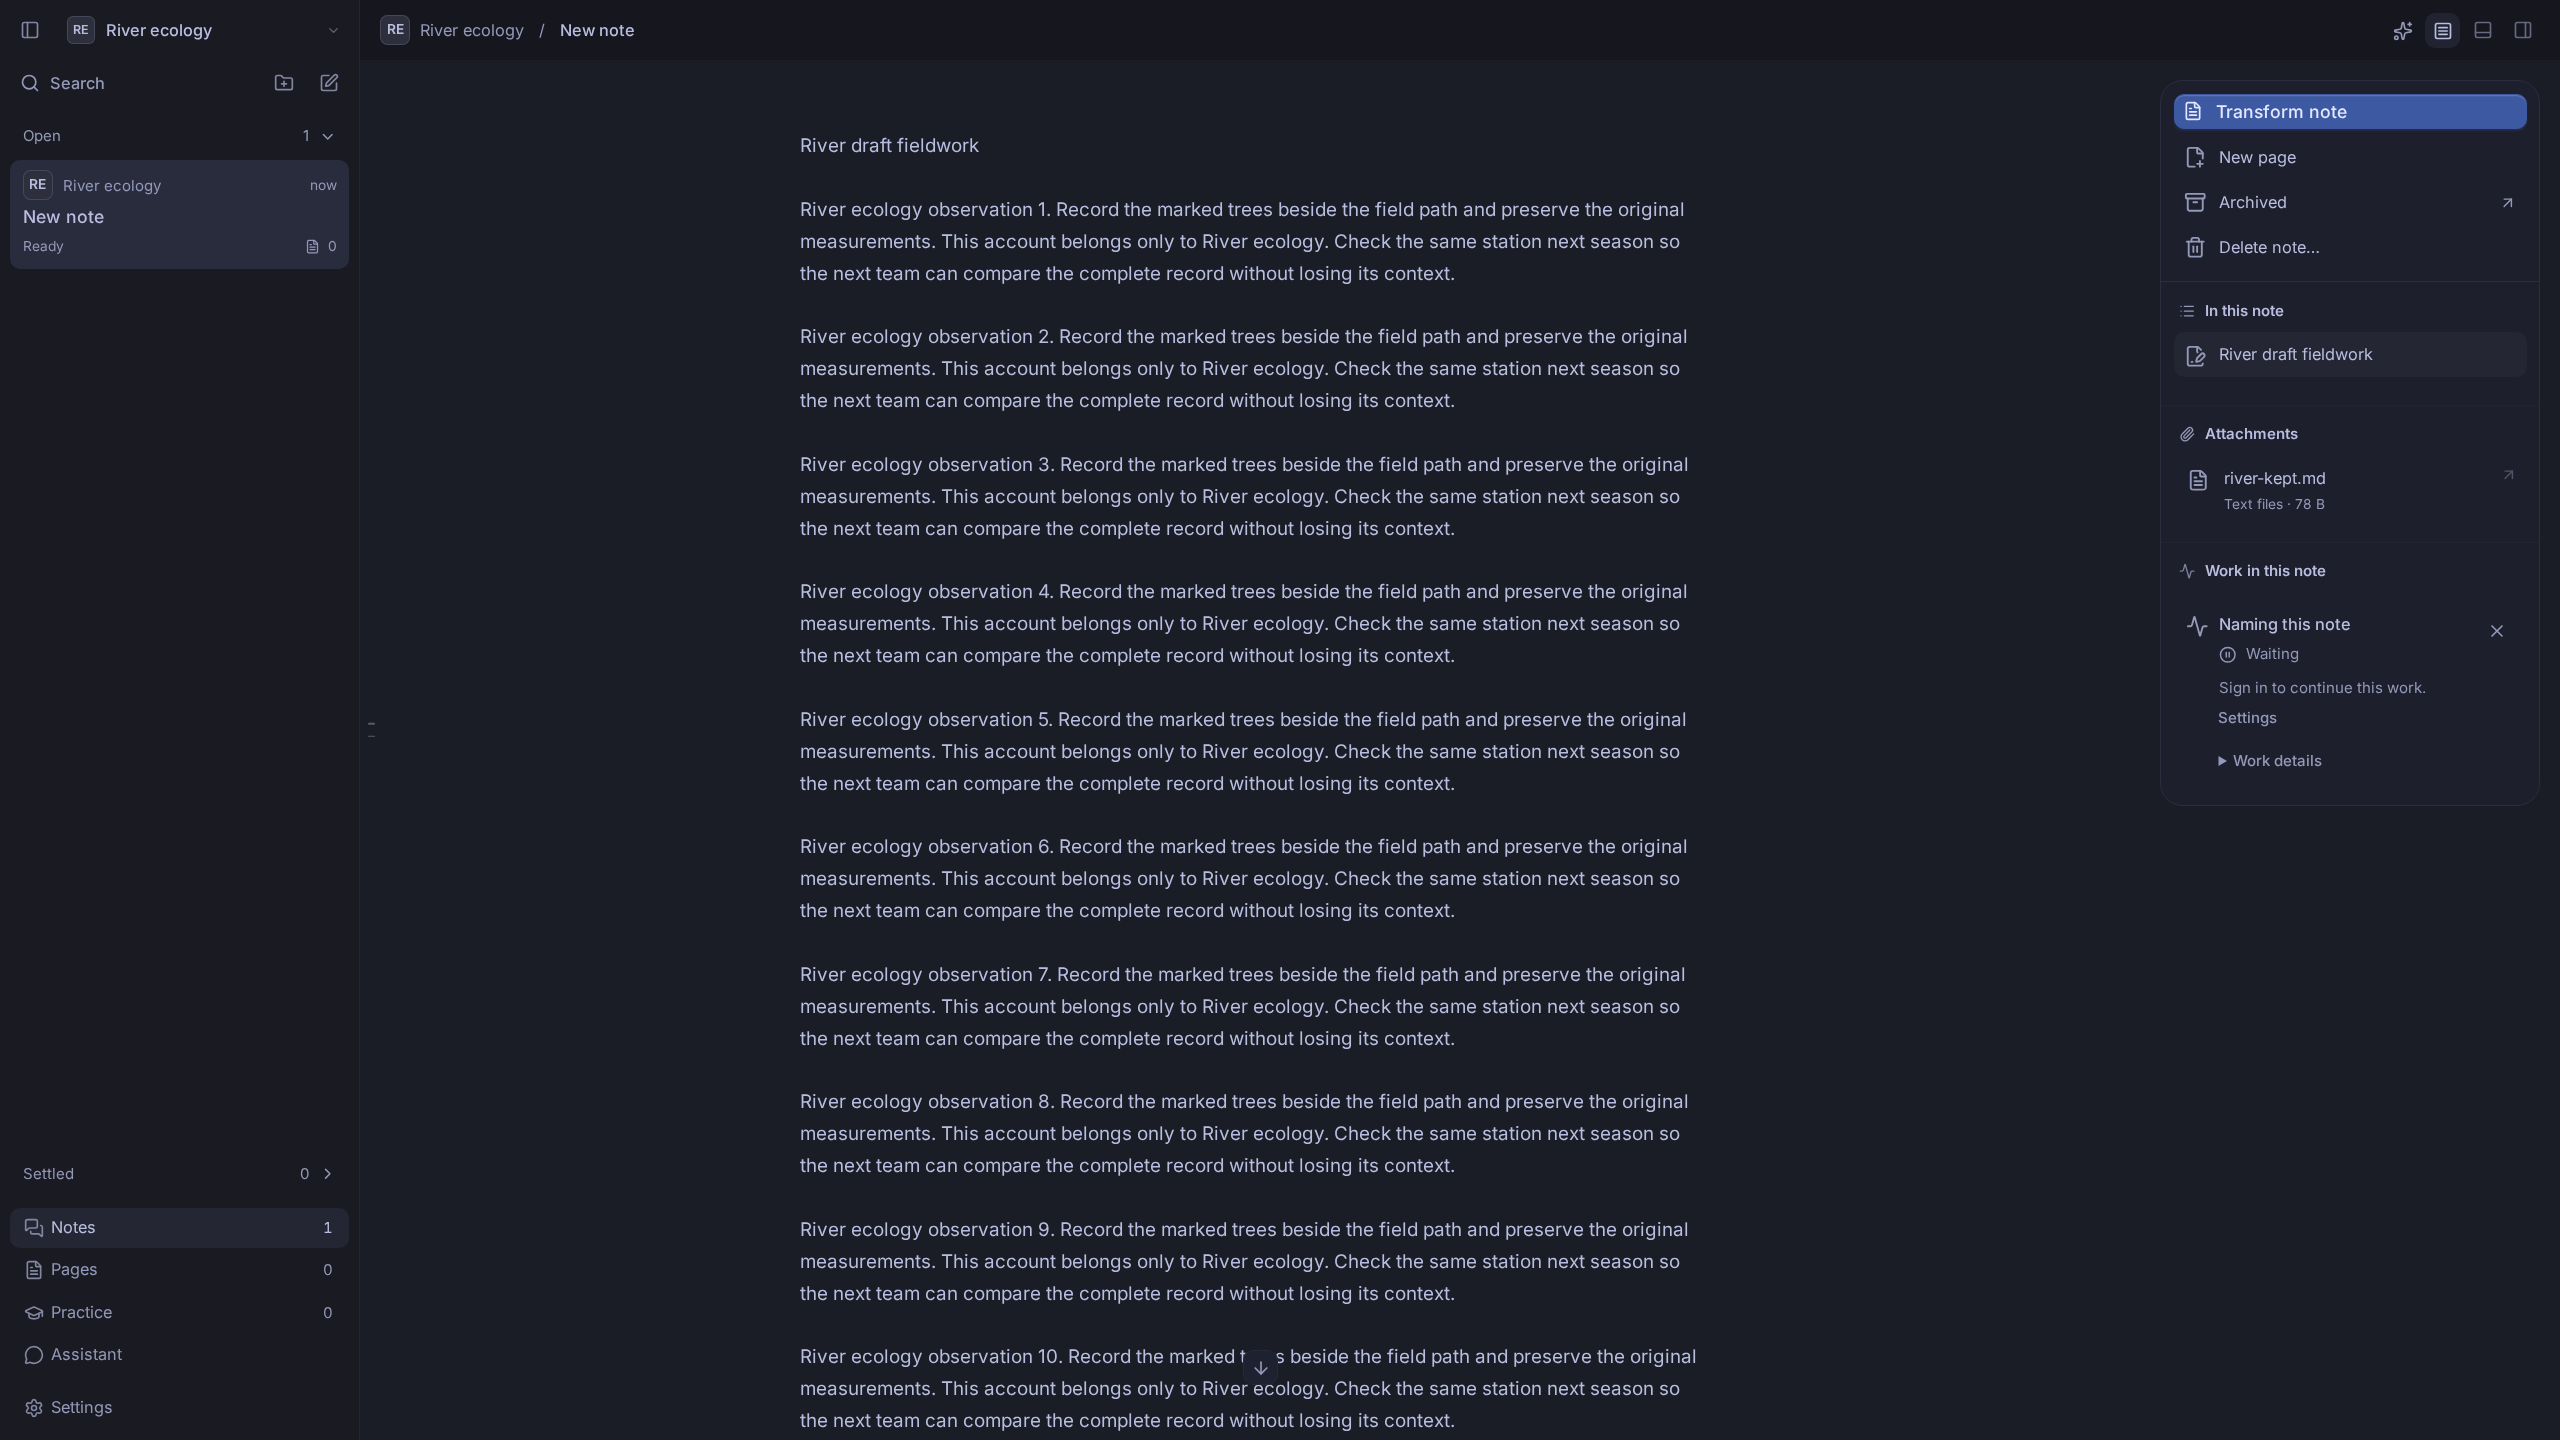 RE River ecology
Search
Open 1
RE River ecology now
New note
Ready 0
Settled 0
Notes 1
Pages 0
Practice 0
Assistant
Settings
RE River ecology / New note
River draft fieldwork
River ecology observation 1. Record the marked trees beside the field path and preserve the original
measurements. This account belongs only to River ecology. Check the same station next season so
the next team can compare the complete record without losing its context.
River ecology observation 2. Record the marked trees beside the field path and preserve the original
measurements. This account belongs only to River ecology. Check the same station next season so
the next team can compare the complete record without losing its context.
River ecology observation 3. Record the marked trees beside the field path and preserve the original
measurements. This account belongs only to River ecology. Check the same station next season so
the next team can compare the complete record without losing its context.
River ecology observation 4. Record the marked trees beside the field path and preserve the original
measurements. This account belongs only to River ecology. Check the same station next season so
the next team can compare the complete record without losing its context.
River ecology observation 5. Record the marked trees beside the field path and preserve the original
measurements. This account belongs only to River ecology. Check the same station next season so
the next team can compare the complete record without losing its context.
River ecology observation 6. Record the marked trees beside the field path and preserve the original
measurements. This account belongs only to River ecology. Check the same station next season so
the next team can compare the complete record without losing its context.
River ecology observation 7. Record the marked trees beside the field path and preserve the original
measurements. This account belongs only to River ecology. Check the same station next season so
the next team can compare the complete record without losing its context.
River ecology observation 8. Record the marked trees beside the field path and preserve the original
measurements. This account belongs only to River ecology. Check the same station next season so
the next team can compare the complete record without losing its context.
River ecology observation 9. Record the marked trees beside the field path and preserve the original
measurements. This account belongs only to River ecology. Check the same station next season so
the next team can compare the complete record without losing its context.
River ecology observation 10. Record the marked beside the field path and preserve the original
measurements. This account belongs only to River ecology. Check the same station next season so
the next team can compare the complete record without losing its context.
Transform note
New page
Archived
Delete note...
In this note
River draft fieldwork
Attachments
river-kept.md
Text files · 78 B
Work in this note
Naming this note
Waiting
Sign in to continue this work.
Settings
Work details